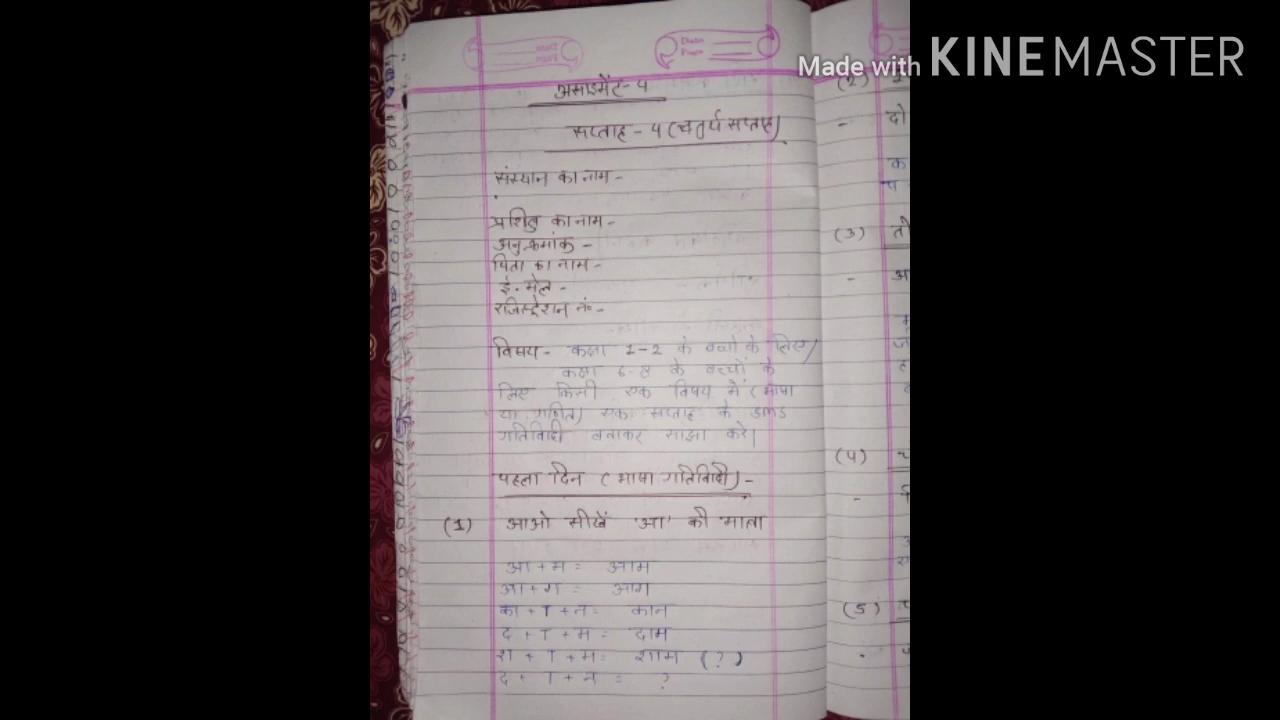 Made with KINEMASTER
असाइमेंट-4
सप्ताह - 4 (चतुर्थ सप्ताह)
संस्थान का नाम -
प्रशिक्षु का नाम -
अनुक्रमांक -
पिता का नाम -
ई. मेल -
रजिस्ट्रेशन नं० -
विषय - कक्षा 1-2 के बच्चों के लिए/
कक्षा 6-8 के बच्चों के
लिए किसी एक विषय में (भाषा
या गणित) एक सप्ताह के SMS
गतिविधी बनाकर साझा करे।
पहला दिन (भाषा गतिविधी) -
(1) आओ सीखें 'आ' की मात्रा
आ + म = आम
आ + ग = आग
का + ा + न = कान
द + ा + म = दाम
श + ा + म = शाम (?)
द + ा + न = ?
(2)
- दो
(3)
-
(4)
-
(5)